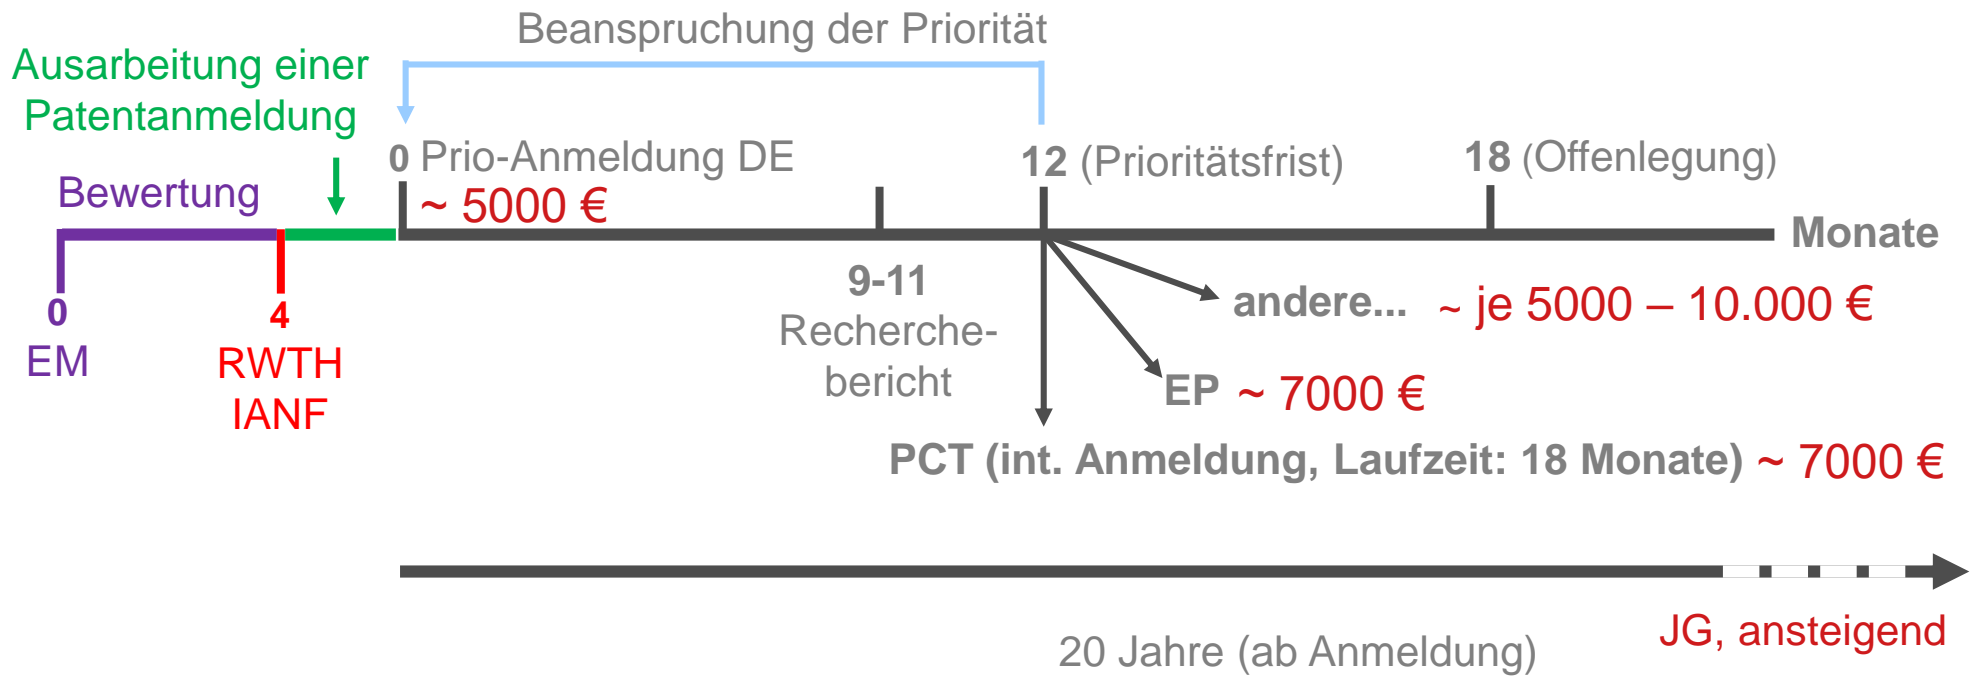 Beanspruchung der Priorität
Ausarbeitung einer
Patentanmeldung
0 Prio-Anmeldung DE
12 (Prioritätsfrist)
18 (Offenlegung)
Bewertung
~ 5000 €
Monate
0
EM
4
RWTH
IANF
9-11
Recherche-
bericht
andere... ~ je 5000 – 10.000 €
EP ~ 7000 €
PCT (int. Anmeldung, Laufzeit: 18 Monate) ~ 7000 €
JG, ansteigend
20 Jahre (ab Anmeldung)